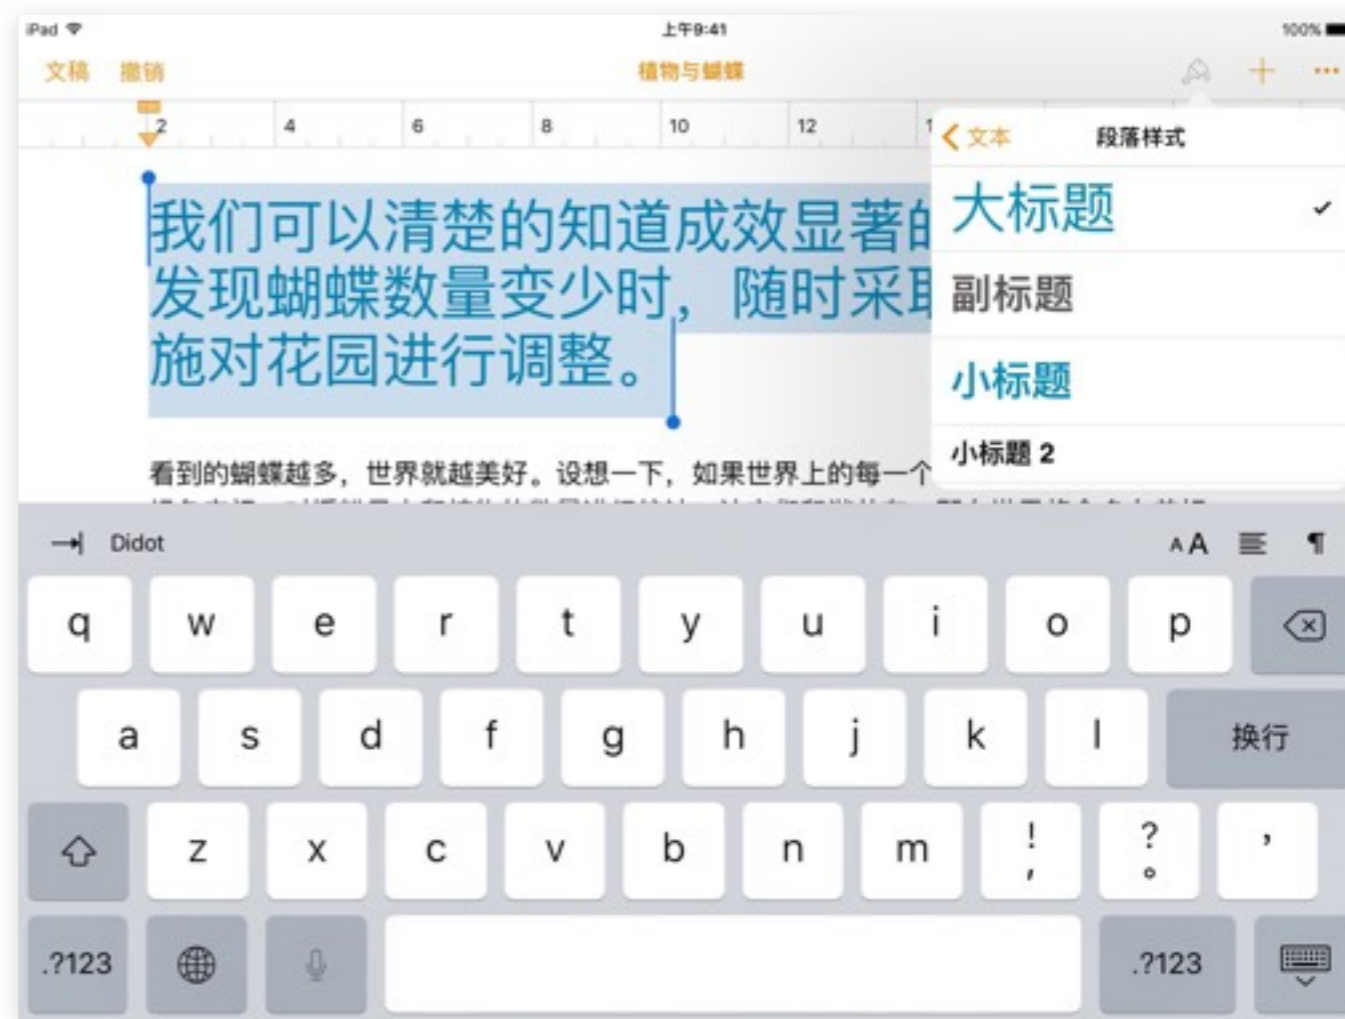 iPad 上午9:41 100%
文稿 撤销 植物与蝴蝶
2 4 6 8 10 12
文本 段落样式
我们可以清楚的知道成效显著的
发现蝴蝶数量变少时，随时采取
施对花园进行调整。
大标题
副标题
小标题
小标题 2
看到的蝴蝶越多，世界就越美好。设想一下，如果世界上的每一个
Didot AA ¶
q w e r t y u i o p
a s d f g h j k l 换行
z x c v b n m ! , ? 。 ，
.?123 .?123